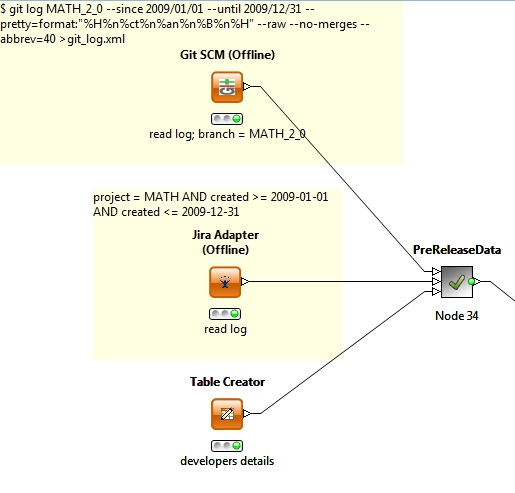 $ git log MATH_2_0 --since 2009/01/01 --until 2009/12/31 --
pretty=format:"%H%n%ct%n%an%n%B%n%H" --raw --no-merges --
abbrev=40 >git_log.xml
Git SCM (Offline)
read log; branch = MATH_2_0
project = MATH AND created >= 2009-01-01
AND created <= 2009-12-31
Jira Adapter
(Offline)
read log
PreReleaseData
Node 34
Table Creator
developers details